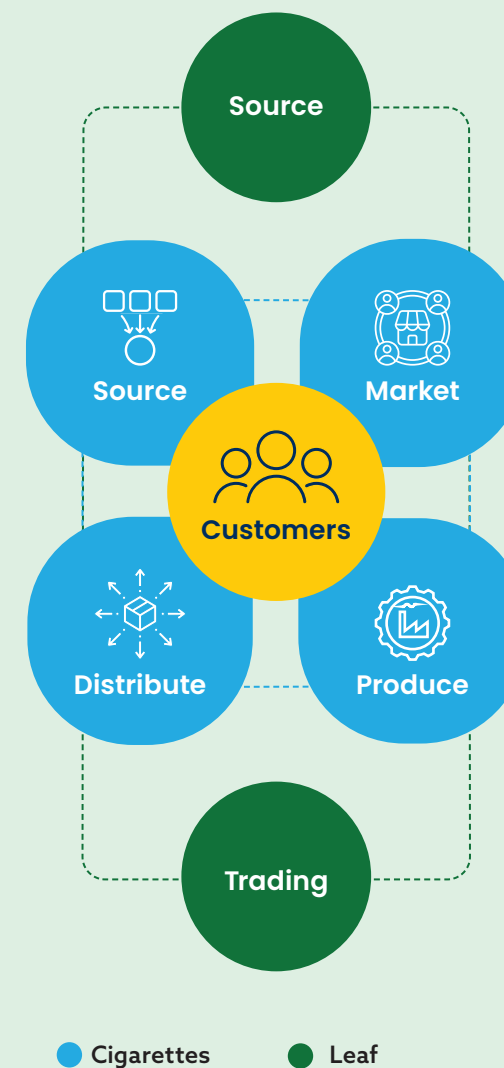 Source
Source
Market
Customers
Distribute
Produce
Trading
Cigarettes
Leaf